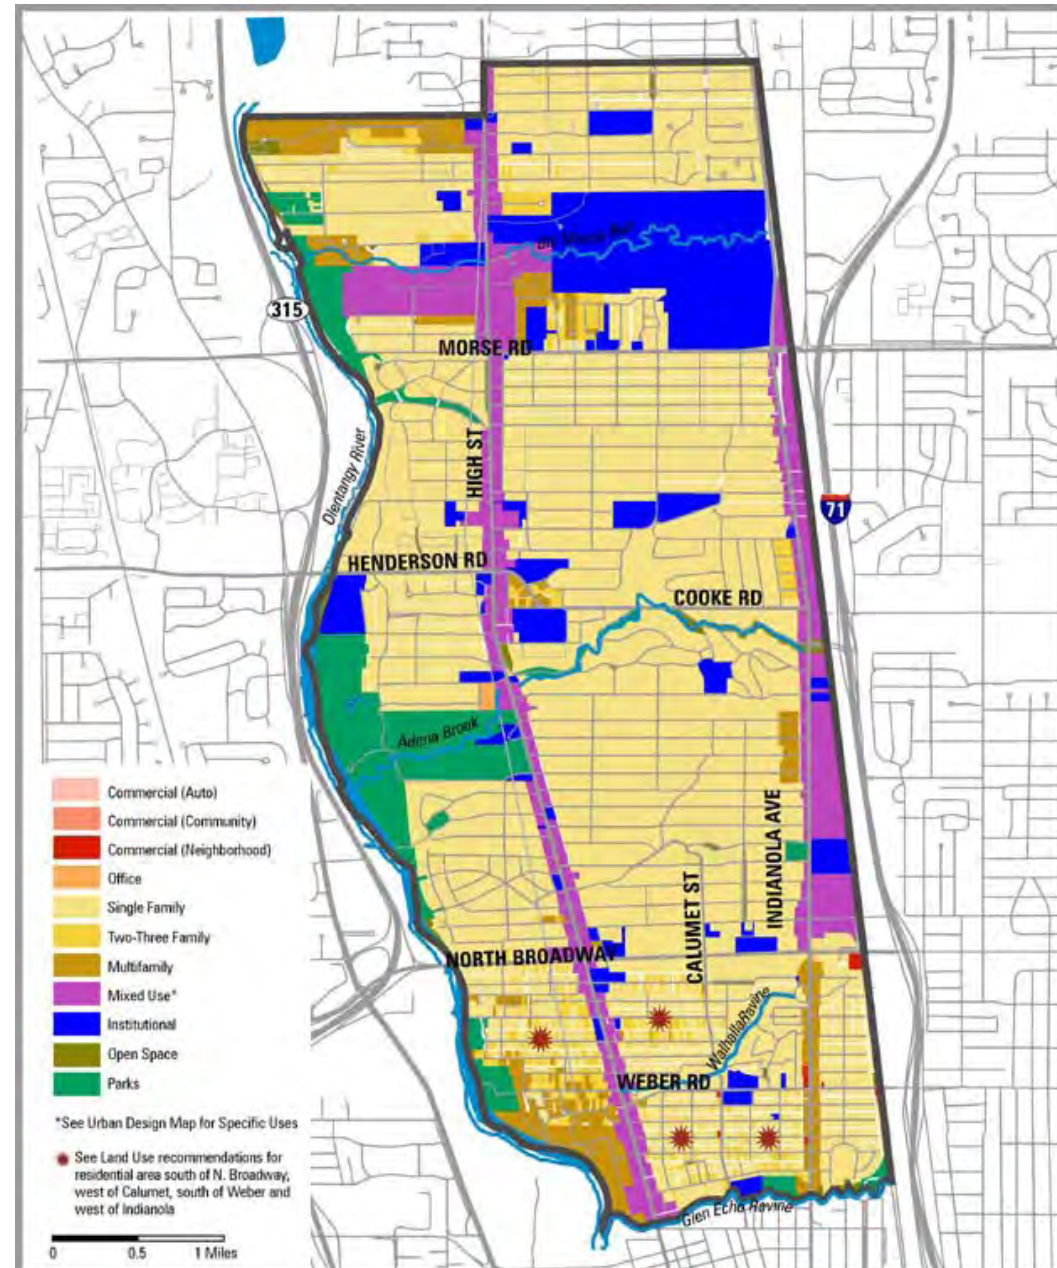 Big Walnut Run
315
MORSE RD
HIGH ST
Olentangy River
71
HENDERSON RD
COOKE RD
Adena Brook
INDIANOLA AVE
CALUMET ST
NORTH BROADWAY
Walhalla Ravine
WEBER RD
Glen Echo Ravine
Commercial (Auto)
Commercial (Community)
Commercial (Neighborhood)
Office
Single Family
Two-Three Family
Multifamily
Mixed Use*
Institutional
Open Space
Parks
*See Urban Design Map for Specific Uses
See Land Use recommendations for
residential area south of N. Broadway,
west of Calumet, south of Weber and
west of Indianola
0 0.5 1 Miles